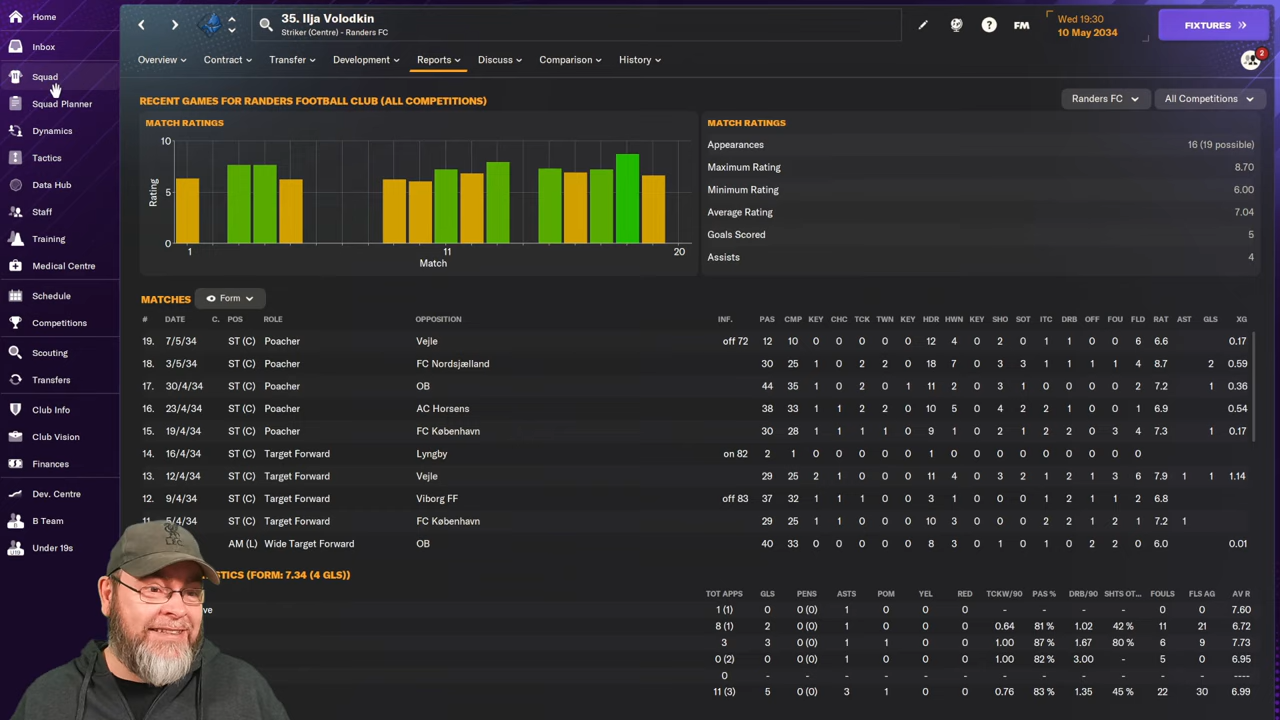 Home
Inbox
Squad
Squad Planner
Dynamics
Tactics
Data Hub
Staff
Training
Medical Centre
Schedule
Competitions
Scouting
Transfers
Club Info
Club Vision
Finances
Dev. Centre
B Team
Under 19s
35. Ilja Volodkin
Striker (Centre) - Randers FC
FM
Wed 19:30
10 May 2034
FIXTURES
2
Overview Contract Transfer Development Reports Discuss Comparison History
RECENT GAMES FOR RANDERS FOOTBALL CLUB (ALL COMPETITIONS)
Randers FC All Competitions
MATCH RATINGS
10
5
0
Rating
1 11 20
Match
MATCH RATINGS
Appearances 16 (19 possible)
Maximum Rating 8.70
Minimum Rating 6.00
Average Rating 7.04
Goals Scored 5
Assists 4
MATCHES Form
# DATE C. POS ROLE OPPOSITION INF. PAS CMP KEY CHC TCK TWN KEY HDR HWN KEY SHO SOT ITC DRB OFF FOU FLD RAT AST GLS XG
19. 7/5/34 ST (C) Poacher Vejle off 72 12 10 0 0 0 0 0 12 4 0 2 0 1 1 0 0 6 6.6 0.17
18. 3/5/34 ST (C) Poacher FC Nordsjælland 30 25 1 0 2 2 0 18 7 0 3 3 1 0 1 1 4 8.7 2 0.59
17. 30/4/34 ST (C) Poacher OB 44 35 1 0 0 0 1 11 2 0 3 1 0 0 0 2 0 7.2 1 0.36
16. 23/4/34 ST (C) Poacher AC Horsens 38 33 1 1 2 2 0 10 5 0 4 2 2 1 0 0 2 6.9 0.54
15. 19/4/34 ST (C) Poacher FC København 30 28 1 1 1 1 0 9 1 0 2 1 2 2 0 3 4 7.3 1 0.17
14. 16/4/34 ST (C) Target Forward Lyngby on 82 2 1 0 0 0 0 0 1 0 0 0 0 0 0 0 0 0
13. 12/4/34 ST (C) Target Forward Vejle 29 25 2 1 0 0 0 11 4 0 3 2 1 2 1 3 6 7.9 1 1 1.14
12. 9/4/34 ST (C) Target Forward Viborg FF off 83 37 32 1 1 1 1 0 3 1 0 0 0 1 2 1 1 2 6.8
11. 5/4/34 ST (C) Target Forward FC København 29 25 1 1 0 0 0 10 3 0 0 0 2 2 1 2 1 7.2 1
AM (L) Wide Target Forward OB 40 33 0 0 0 0 0 8 3 0 1 0 1 0 2 2 0 6.0 0.01
STICS (FORM: 7.34 (4 GLS))
TOT APPS GLS PENS ASTS POM YEL RED TCKW/90 PAS % DRB/90 SHTS OT... FOULS FLS AG AV R
ve 1 (1) 0 0 (0) 1 0 0 0 - - - - 0 0 7.60
8 (1) 2 0 (0) 1 0 0 0 0.64 81 % 1.02 42 % 11 21 6.72
3 3 0 (0) 1 1 0 0 1.00 87 % 1.67 80 % 6 9 7.73
0 (2) 0 0 (0) 1 0 0 0 1.00 82 % 3.00 - 5 0 6.95
0 - - - - - - - - - - - - ----
11 (3) 5 0 (0) 3 1 0 0 0.76 83 % 1.35 45 % 22 30 6.99